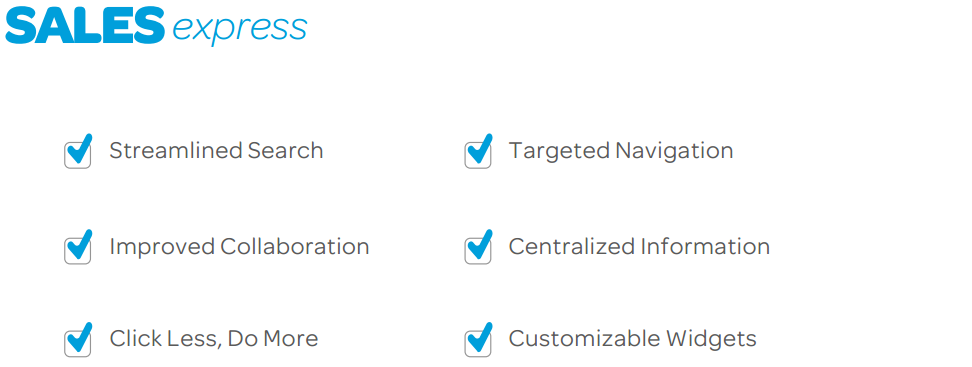 SALES express
Streamlined Search
Targeted Navigation
Improved Collaboration
Centralized Information
Click Less, Do More
Customizable Widgets